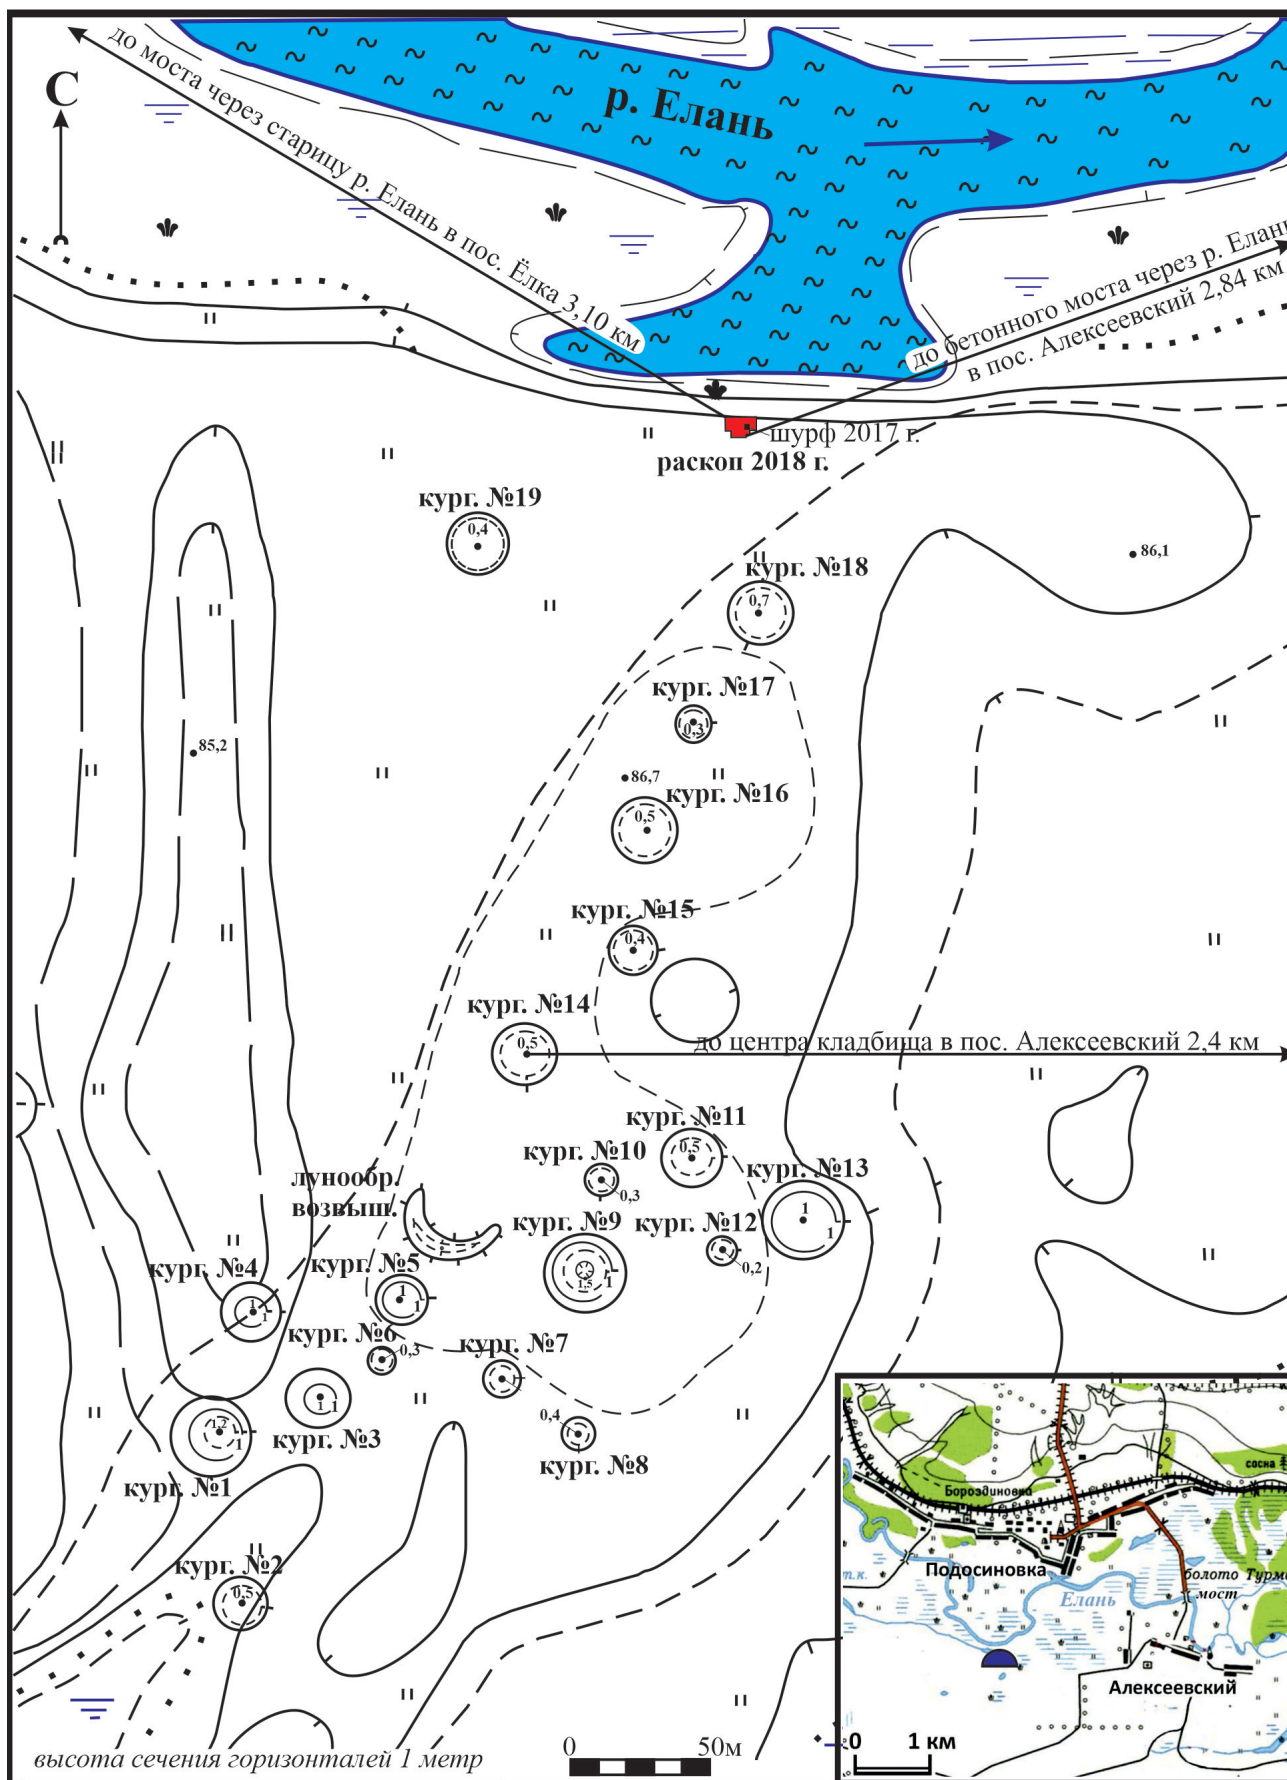 С
р. Елань
до моста через старицу р. Елань в пос. Ёлка 3,10 км
до бетонного моста через р. Елань
в пос. Алексеевский 2,84 км
шурф 2017 г.
раскоп 2018 г.
кург. №19
0,4
86,1
кург. №18
0,7
кург. №17
0,3
85,2
86,7
кург. №16
0,5
кург. №15
0,4
кург. №14
0,5
до центра кладбища в пос. Алексеевский 2,4 км
кург. №11
0,5
кург. №10
0,3
кург. №13
1
1
лунообр.
возвыш.
кург. №9
1,5
1
кург. №12
0,2
кург. №4
1
1
кург. №5
1
1
кург. №6
0,3
кург. №7
кург. №3
1
1
кург. №1
1,2
1
0,4
кург. №8
кург. №2
0,5
высота сечения горизонталей 1 метр
0 50м
сосна
Бороздиновка
Подосиновка
болото
мост
Елань
Алексеевский
0 1 км